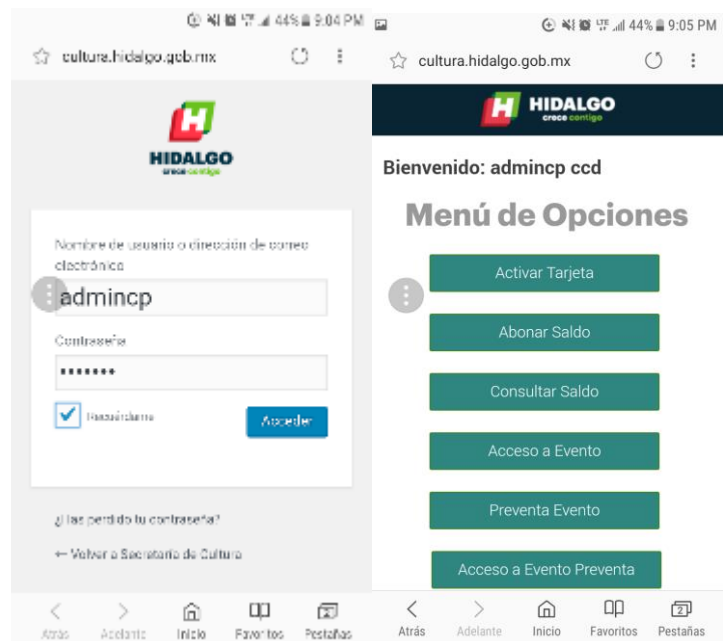 44% 9:04 PM
cultura.hidalgo.gob.mx
HIDALGO
crece contigo
Nombre de usuario o dirección de correo
electrónico
admincp
Contraseña
•••••••
Recuérdame
Acceder
¿Has perdido tu contraseña?
← Volver a Secretaría de Cultura
Atrás
Adelante
Inicio
Favoritos
Pestañas
LTE 44% 9:05 PM
cultura.hidalgo.gob.mx
HIDALGO
crece contigo
Bienvenido: admincp ccd
Menú de Opciones
Activar Tarjeta
Abonar Saldo
Consultar Saldo
Acceso a Evento
Preventa Evento
Acceso a Evento Preventa
2
Atrás
Adelante
Inicio
Favoritos
Pestañas